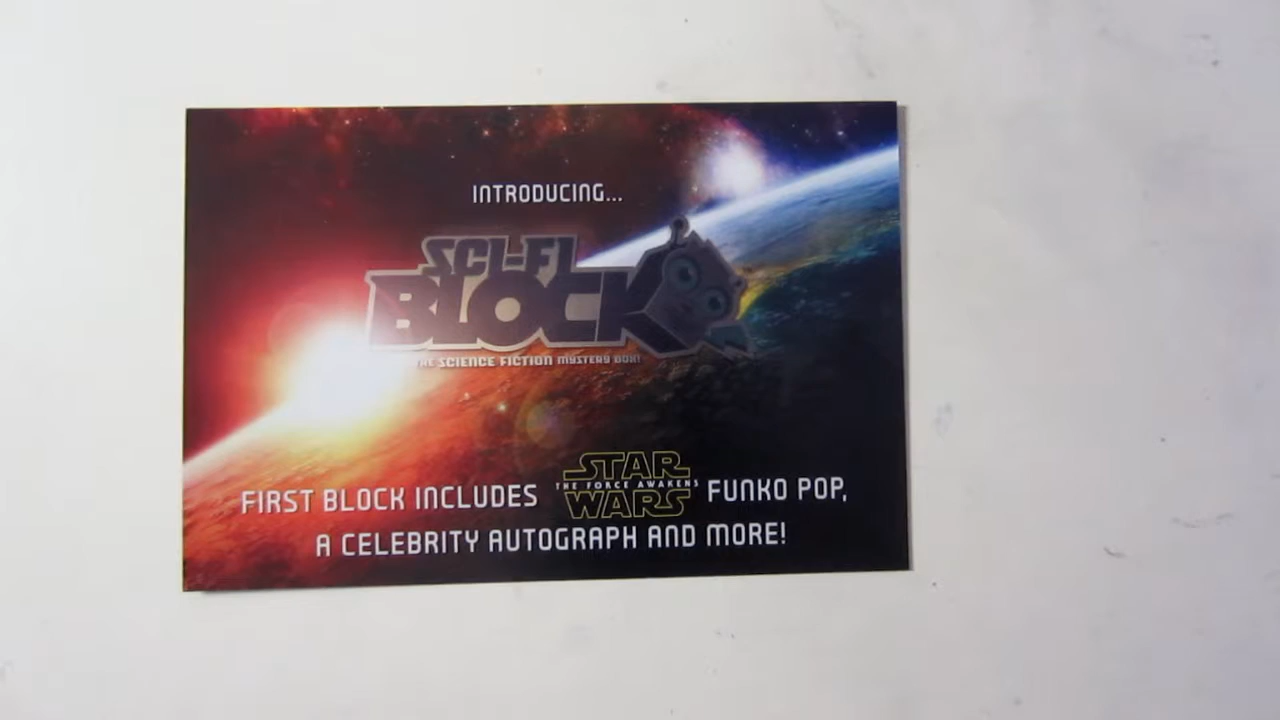 INTRODUCING...
SCI-FI
BLOCK
THE SCIENCE FICTION MYSTERY BOX!
FIRST BLOCK INCLUDES STAR WARS THE FORCE AWAKENS FUNKO POP,
A CELEBRITY AUTOGRAPH AND MORE!